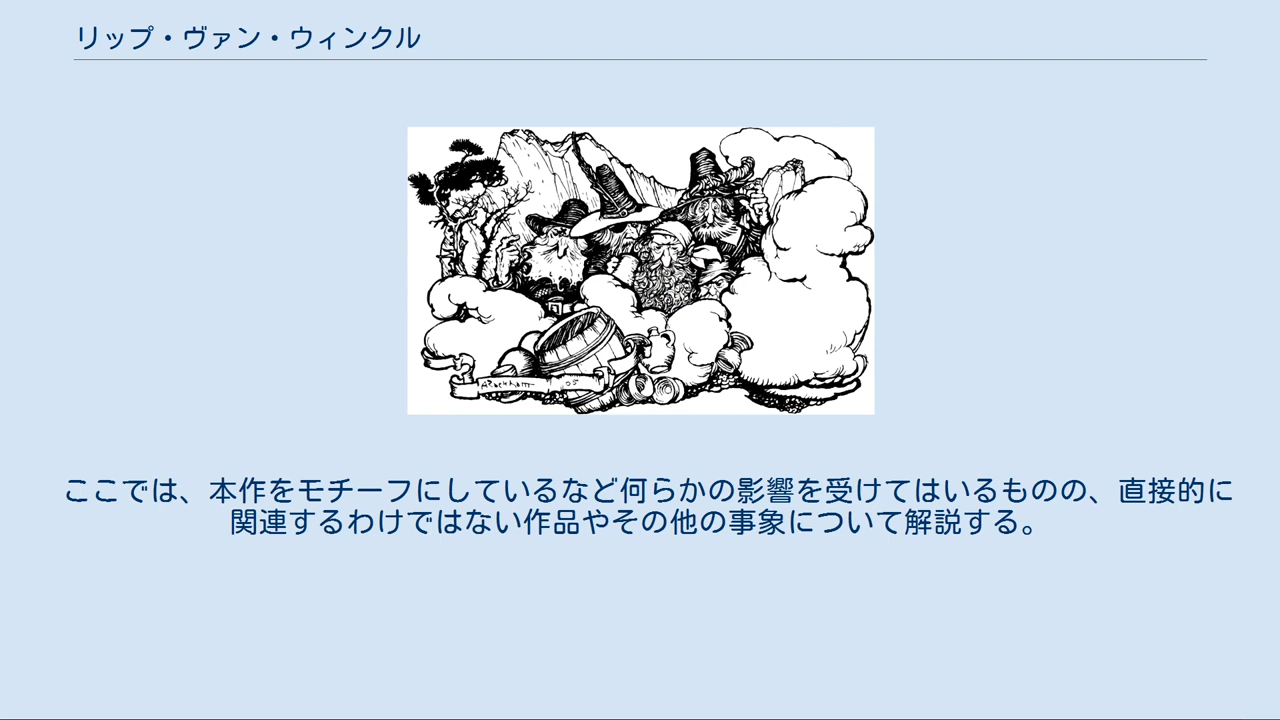 リップ・ヴァン・ウィンクル
ARackham 05
ここでは、本作をモチーフにしているなど何らかの影響を受けてはいるものの、直接的に
関連するわけではない作品やその他の事象について解説する。